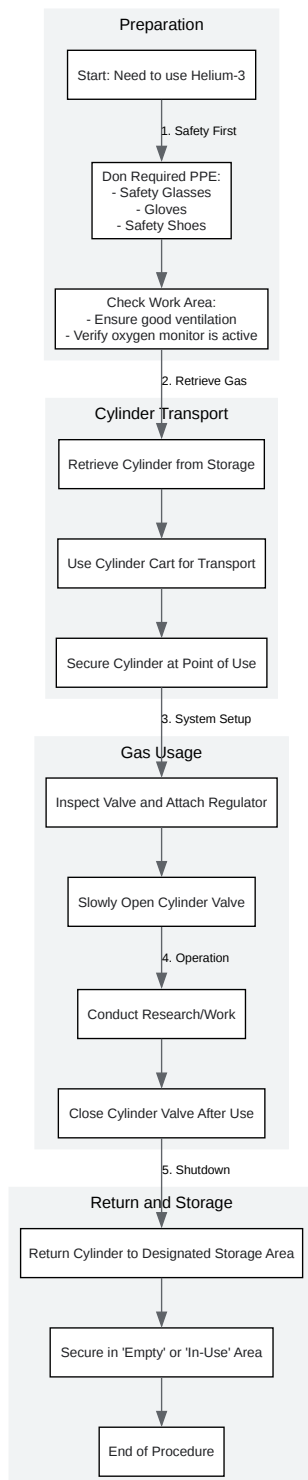 Preparation
Start: Need to use Helium-3
1. Safety First
Don Required PPE:
- Safety Glasses
- Gloves
- Safety Shoes
Check Work Area:
- Ensure good ventilation
- Verify oxygen monitor is active
2. Retrieve Gas
Cylinder Transport
Retrieve Cylinder from Storage
Use Cylinder Cart for Transport
Secure Cylinder at Point of Use
3. System Setup
Gas Usage
Inspect Valve and Attach Regulator
Slowly Open Cylinder Valve
4. Operation
Conduct Research/Work
Close Cylinder Valve After Use
5. Shutdown
Return and Storage
Return Cylinder to Designated Storage Area
Secure in 'Empty' or 'In-Use' Area
End of Procedure